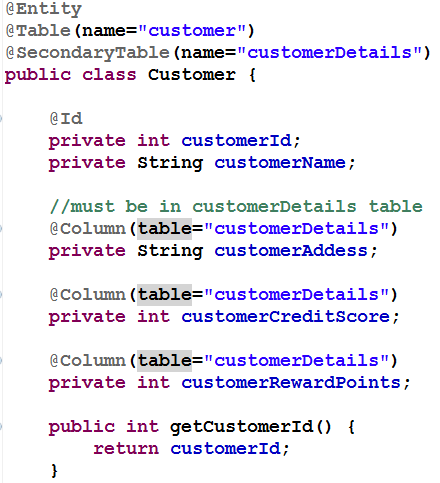 @Entity
@Table(name="customer")
@SecondaryTable(name="customerDetails")
public class Customer {
@Id
private int customerId;
private String customerName;
//must be in customerDetails table
@Column(table="customerDetails")
private String customerAddess;
@Column(table="customerDetails")
private int customerCreditScore;
@Column(table="customerDetails")
private int customerRewardPoints;
public int getCustomerId() {
return customerId;
}